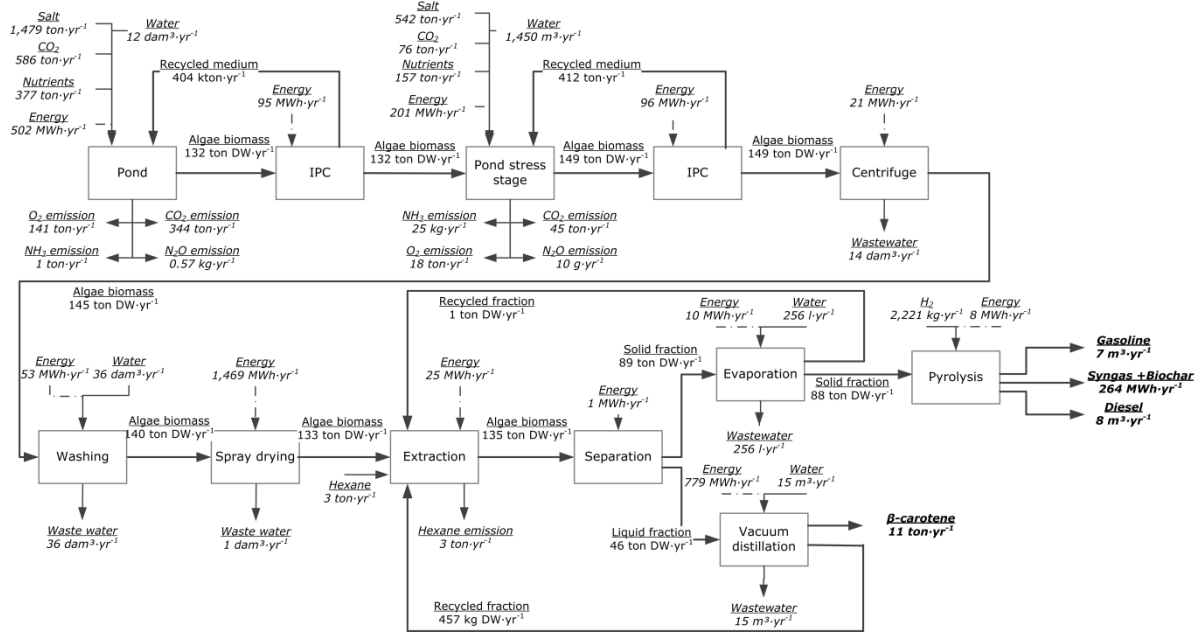 Salt
1,479 ton·yr⁻¹
Water
12 dam³·yr⁻¹
CO₂
586 ton·yr⁻¹
Nutrients
377 ton·yr⁻¹
Energy
502 MWh·yr⁻¹
Recycled medium
404 kton·yr⁻¹
Energy
95 MWh·yr⁻¹
Salt
542 ton·yr⁻¹
Water
1,450 m³·yr⁻¹
CO₂
76 ton·yr⁻¹
Nutrients
157 ton·yr⁻¹
Energy
201 MWh·yr⁻¹
Recycled medium
412 ton·yr⁻¹
Energy
96 MWh·yr⁻¹
Energy
21 MWh·yr⁻¹
Pond
Algae biomass
132 ton DW·yr⁻¹
IPC
Algae biomass
132 ton DW·yr⁻¹
Pond stress
stage
Algae biomass
149 ton DW·yr⁻¹
IPC
Algae biomass
149 ton DW·yr⁻¹
Centrifuge
O₂ emission
141 ton·yr⁻¹
CO₂ emission
344 ton·yr⁻¹
NH₃ emission
1 ton·yr⁻¹
N₂O emission
0.57 kg·yr⁻¹
NH₃ emission
25 kg·yr⁻¹
CO₂ emission
45 ton·yr⁻¹
O₂ emission
18 ton·yr⁻¹
N₂O emission
10 g·yr⁻¹
Wastewater
14 dam³·yr⁻¹
Algae biomass
145 ton DW·yr⁻¹
Energy
53 MWh·yr⁻¹
Water
36 dam³·yr⁻¹
Energy
1,469 MWh·yr⁻¹
Recycled fraction
1 ton DW·yr⁻¹
Energy
25 MWh·yr⁻¹
Energy
10 MWh·yr⁻¹
Water
256 l·yr⁻¹
H₂
2,221 kg·yr⁻¹
Energy
8 MWh·yr⁻¹
Solid fraction
89 ton DW·yr⁻¹
Evaporation
Solid fraction
88 ton DW·yr⁻¹
Pyrolysis
Gasoline
7 m³·yr⁻¹
Syngas +Biochar
264 MWh·yr⁻¹
Diesel
8 m³·yr⁻¹
Energy
1 MWh·yr⁻¹
Wastewater
256 l·yr⁻¹
Washing
Algae biomass
140 ton DW·yr⁻¹
Spray drying
Algae biomass
133 ton DW·yr⁻¹
Extraction
Algae biomass
135 ton DW·yr⁻¹
Separation
Hexane
3 ton·yr⁻¹
Waste water
36 dam³·yr⁻¹
Waste water
1 dam³·yr⁻¹
Hexane emission
3 ton·yr⁻¹
Energy
779 MWh·yr⁻¹
Water
15 m³·yr⁻¹
Liquid fraction
46 ton DW·yr⁻¹
Vacuum
distillation
β-carotene
11 ton·yr⁻¹
Recycled fraction
457 kg DW·yr⁻¹
Wastewater
15 m³·yr⁻¹